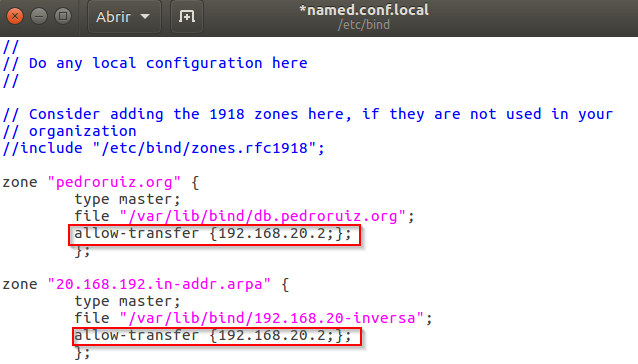 Abrir
*named.conf.local
/etc/bind
//
// Do any local configuration here
//
// Consider adding the 1918 zones here, if they are not used in your
// organization
//include "/etc/bind/zones.rfc1918";
zone "pedroruiz.org" {
type master;
file "/var/lib/bind/db.pedroruiz.org";
allow-transfer {192.168.20.2;};
};
zone "20.168.192.in-addr.arpa" {
type master;
file "/var/lib/bind/192.168.20-inversa";
allow-transfer {192.168.20.2;};
};